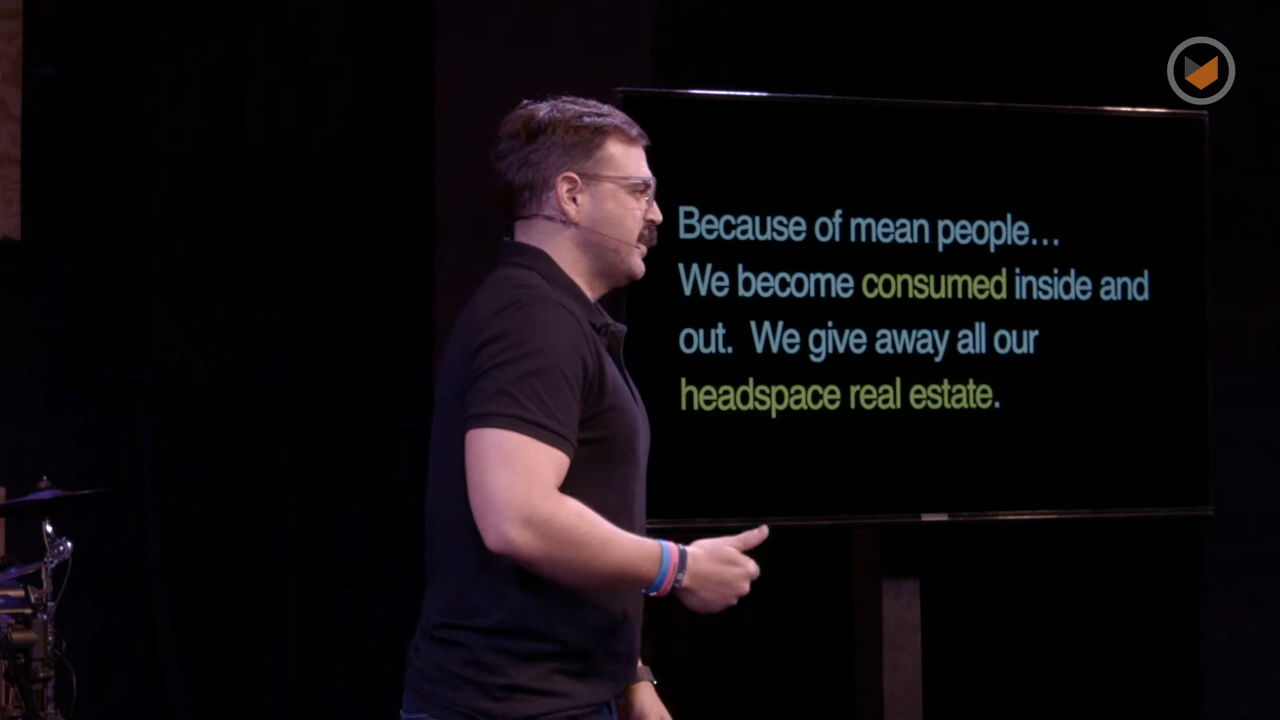 Because of mean people…
We become consumed inside and
out.  We give away all our
headspace real estate.